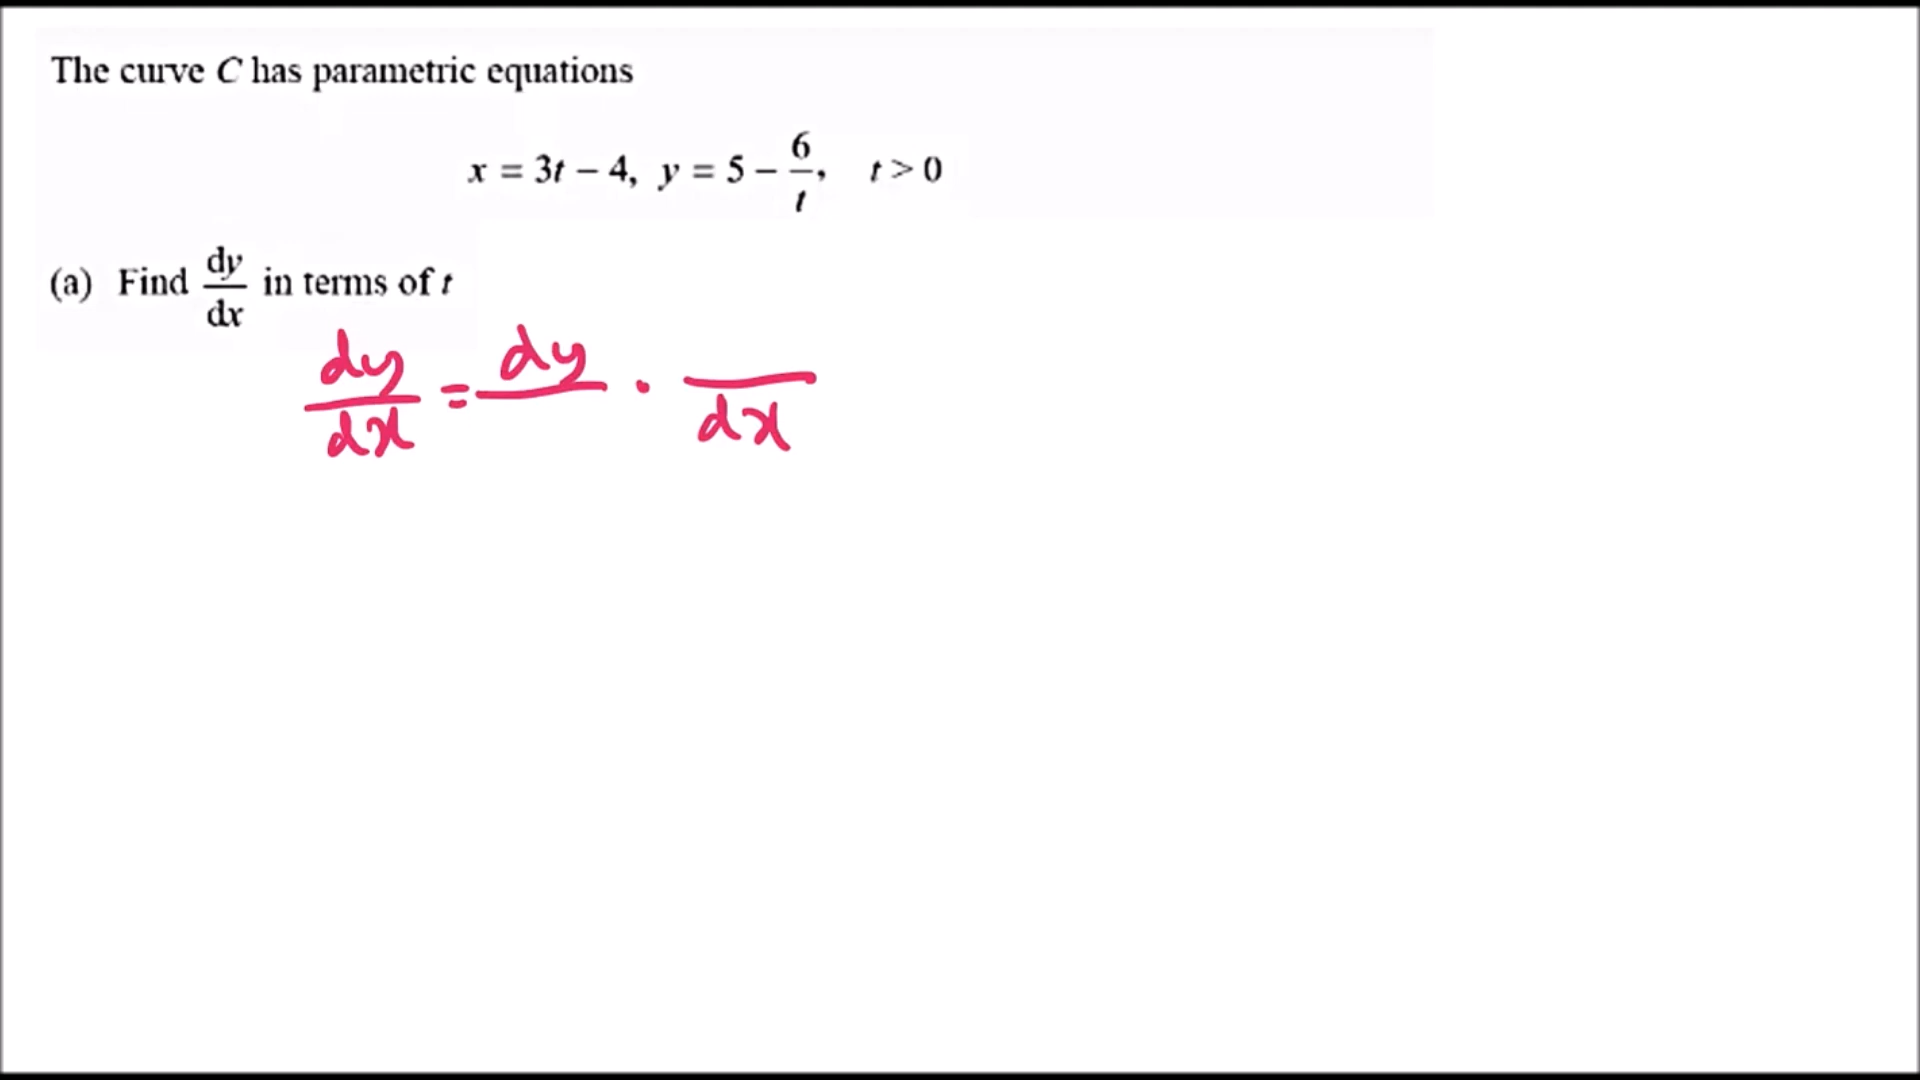 The curve C has parametric equations
x = 3t – 4, y = 5 – 6/t, t > 0
(a) Find dy/dx in terms of t
dy/dx = dy/ · /dx